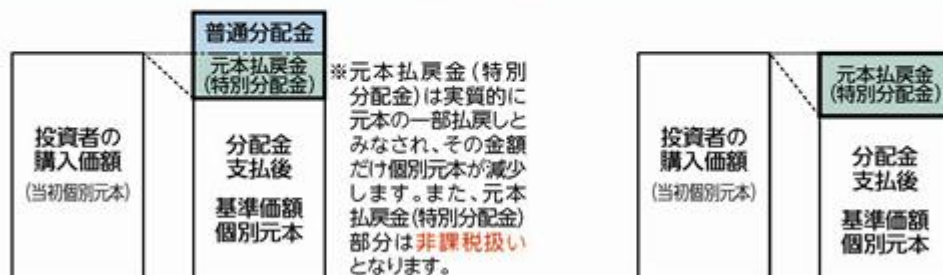 普通分配金
元本払戻金
(特別分配金)
投資者の
購入価額
(当初個別元本)
分配金
支払後
基準価額
個別元本
※元本払戻金(特別
分配金)は実質的に
元本の一部払戻しと
みなされ、その金額
だけ個別元本が減少
します。また、元本
払戻金(特別分配金)
部分は非課税扱い
となります。
投資者の
購入価額
(当初個別元本)
元本払戻金
(特別分配金)
分配金
支払後
基準価額
個別元本